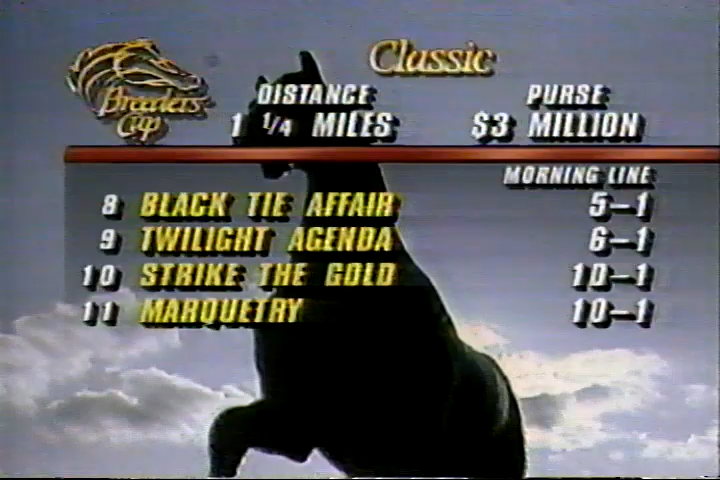 Classic
Breeders
Cup
DISTANCE PURSE
1 1/4 MILES $3 MILLION
MORNING LINE
8 BLACK TIE AFFAIR 5-1
9 TWILIGHT AGENDA 6-1
10 STRIKE THE GOLD 10-1
11 MARQUETRY 10-1